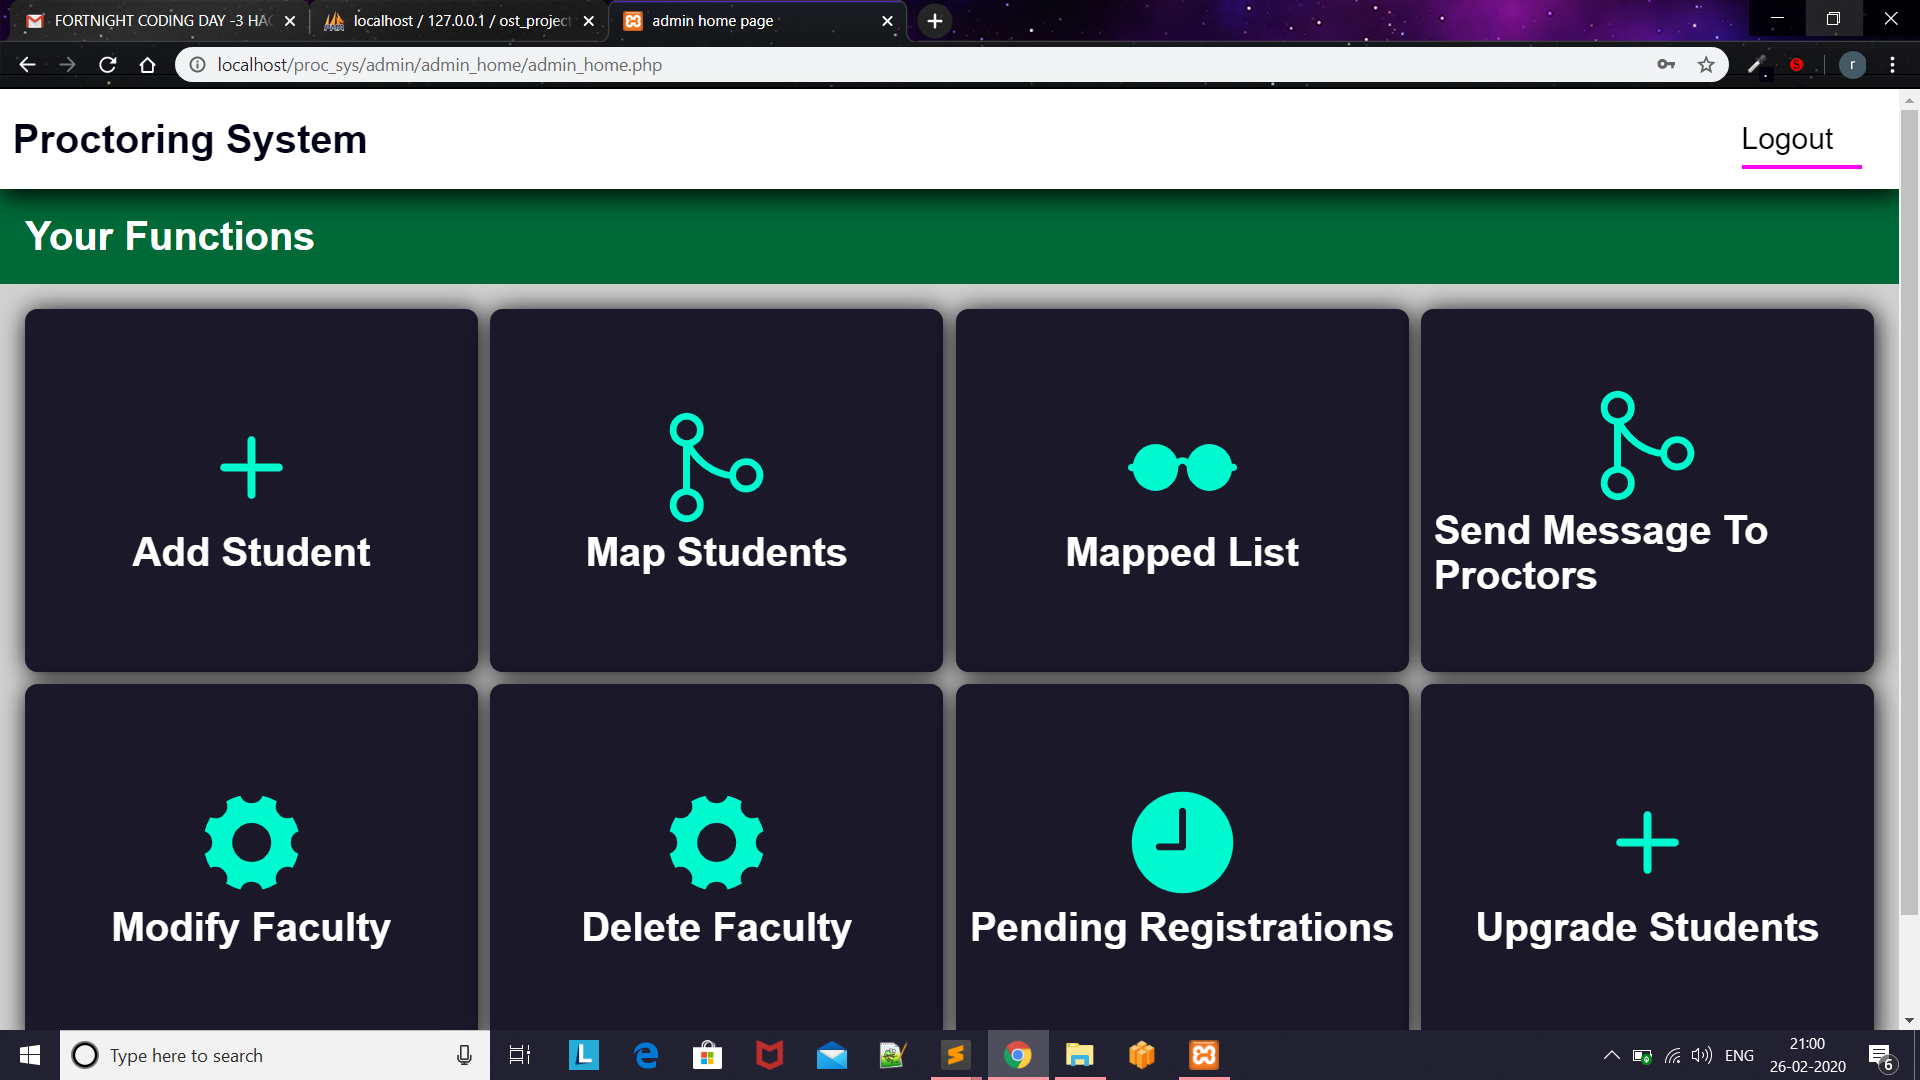 FORTNIGHT CODING DAY -3 HAC
localhost / 127.0.0.1 / ost_project
admin home page
localhost/proc_sys/admin/admin_home/admin_home.php
r
Proctoring System
Logout
Your Functions
Add Student
Map Students
Mapped List
Send Message To
Proctors
Modify Faculty
Delete Faculty
Pending Registrations
Upgrade Students
Type here to search
L
ENG
21:00
26-02-2020
6